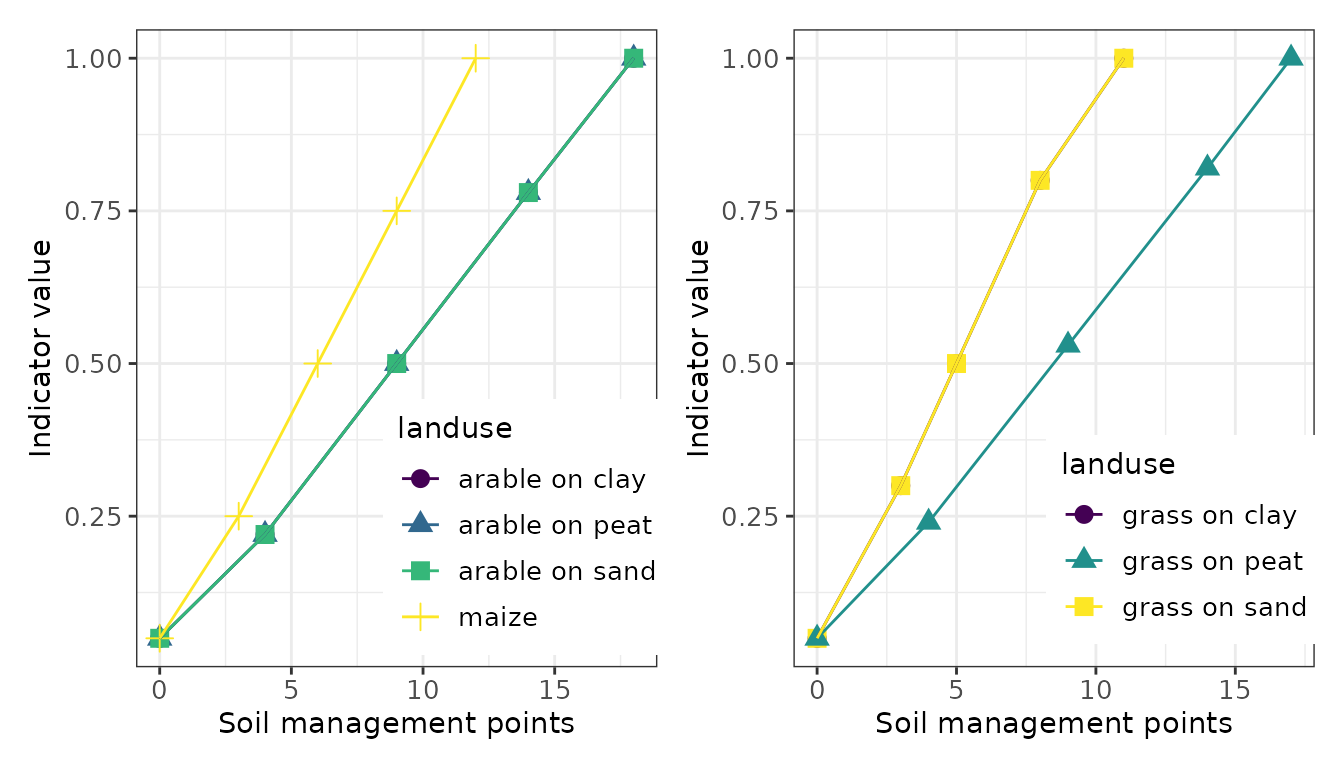 1.00
0.75
0.50
0.25
Indicator value
landuse
arable on clay
arable on peat
arable on sand
maize
0 5 10 15
Soil management points
1.00
0.75
0.50
0.25
Indicator value
landuse
grass on clay
grass on peat
grass on sand
0 5 10 15
Soil management points